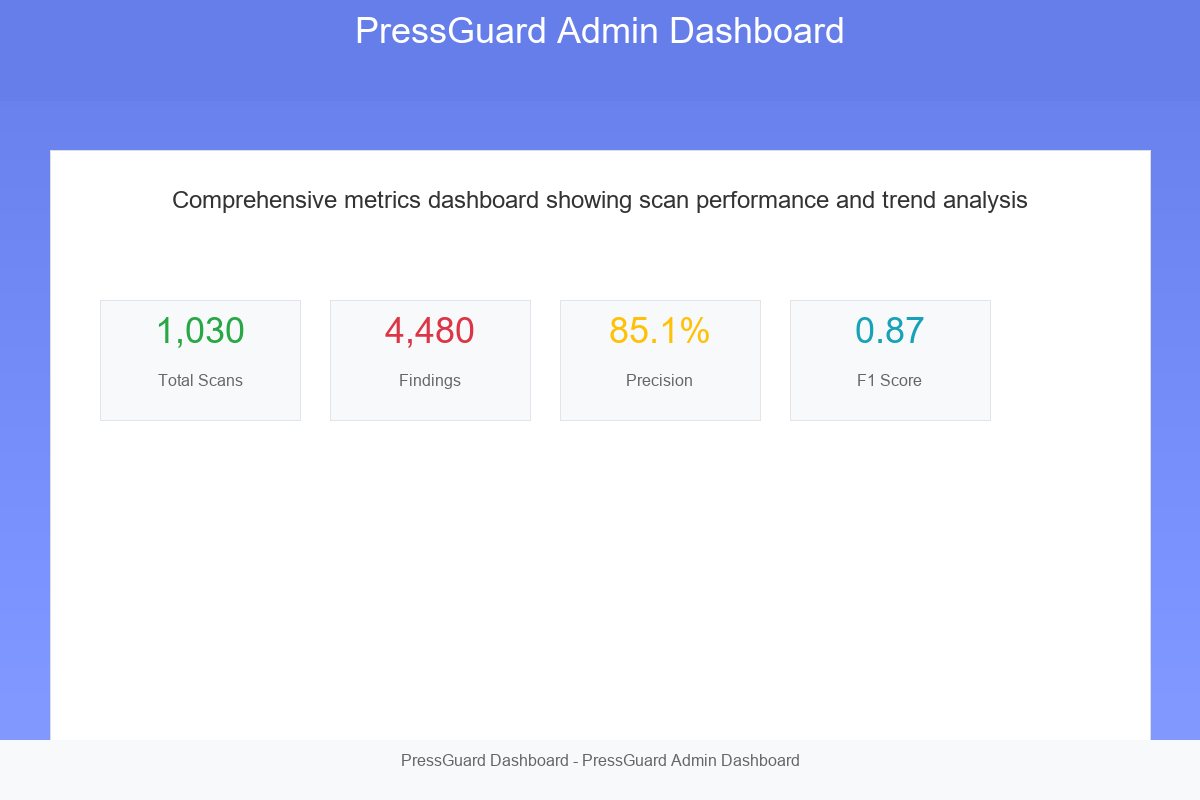 PressGuard Admin Dashboard
Comprehensive metrics dashboard showing scan performance and trend analysis
1,030
Total Scans
4,480
Findings
85.1%
Precision
0.87
F1 Score
PressGuard Dashboard - PressGuard Admin Dashboard